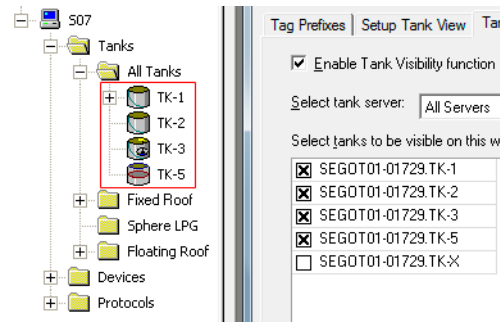 S07
Tanks
All Tanks
TK-1
TK-2
TK-3
TK-5
Fixed Roof
Sphere LPG
Floating Roof
Devices
Protocols
Tag Prefixes Setup Tank View
Enable Tank Visibility function
Select tank server: All Servers
Select tanks to be visible on this
SEGOT01-01729.TK-1
SEGOT01-01729.TK-2
SEGOT01-01729.TK-3
SEGOT01-01729.TK-5
SEGOT01-01729.TK-X